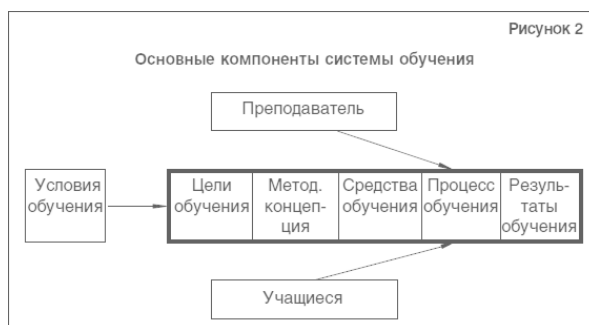 Рисунок 2
Основные компоненты системы обучения
Преподаватель
Условия
обучения
Цели
обучения
Метод.
концеп-
ция
Средства
обучения
Процесс
обучения
Резуль-
таты
обучения
Учащиеся